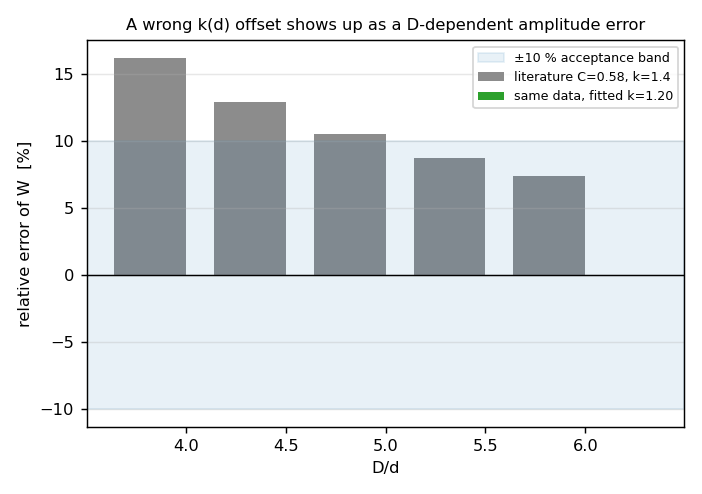 A wrong k(d) offset shows up as a D-dependent amplitude error
±10 % acceptance band
literature C=0.58, k=1.4
same data, fitted k=1.20
relative error of W [%]
15
10
5
0
−5
−10
4.0 4.5 5.0 5.5 6.0
D/d